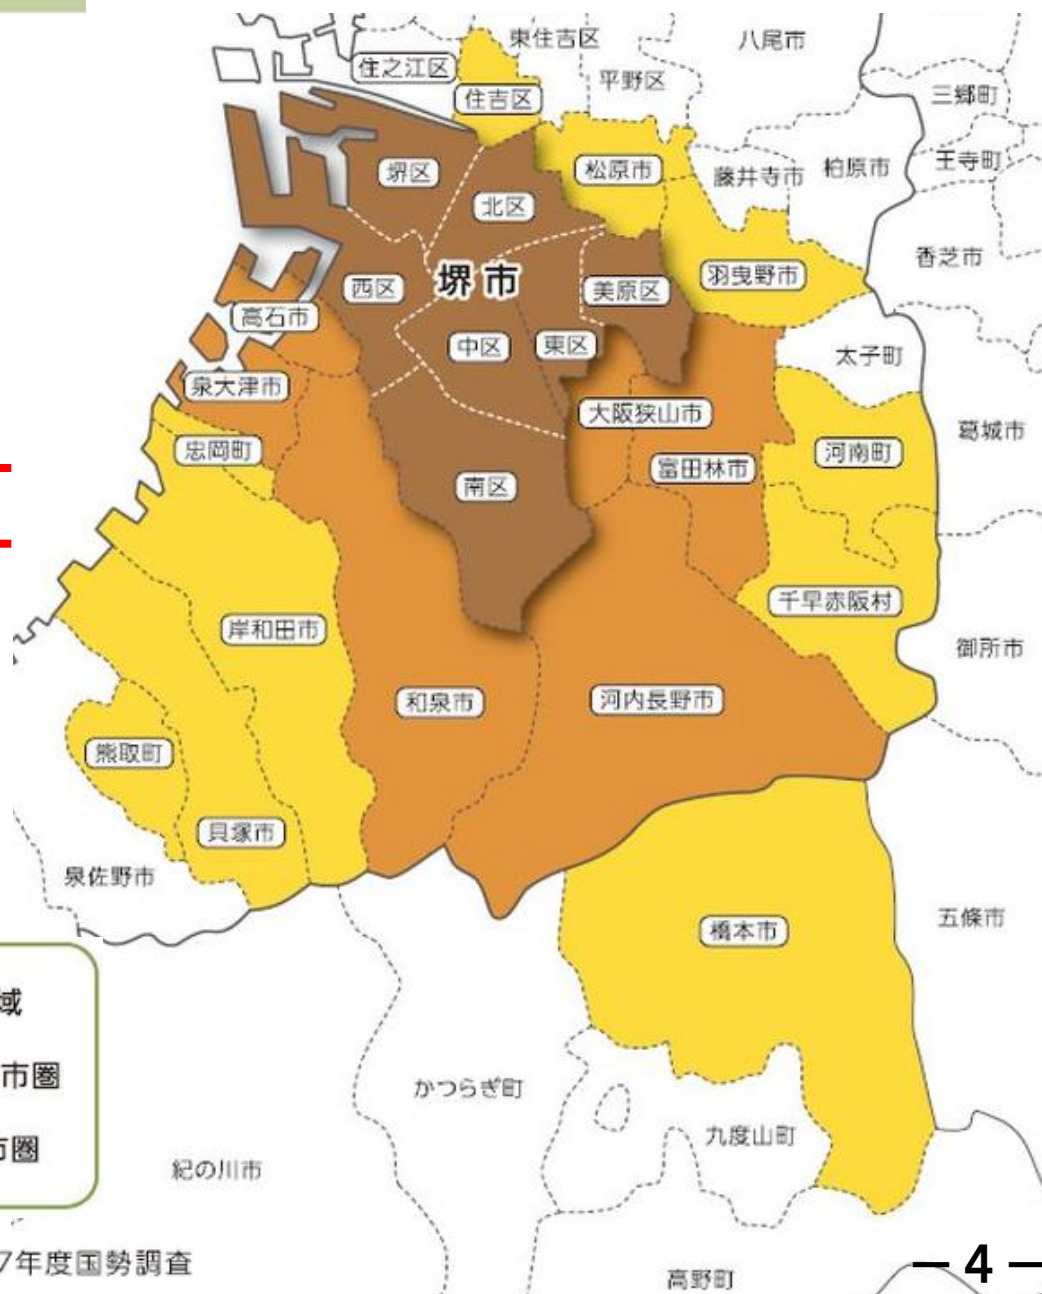 東住吉区
八尾市
住之江区
平野区
住吉区
三郷町
堺区
松原市
藤井寺市
柏原市
王寺町
北区
香芝市
堺市
西区
美原区
羽曳野市
高石市
中区
東区
太子町
泉大津市
大阪狭山市
葛城市
忠岡町
富田林市
河南町
南区
千早赤阪村
岸和田市
御所市
和泉市
河内長野市
熊取町
貝塚市
泉佐野市
橋本市
五條市
域
市圏
市圏
かつらぎ町
九度山町
紀の川市
7年度国勢調査
高野町
— 4 —